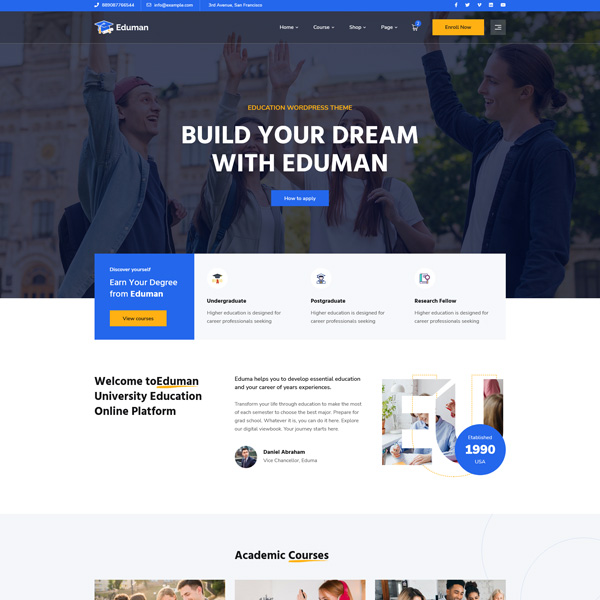 889087766544 info@example.com 3rd Avenue, San Francisco
Eduman Home Course Shop Page 2 Enroll Now
EDUCATION WORDPRESS THEME
BUILD YOUR DREAM
WITH EDUMAN
How to apply
Discover yourself
Earn Your Degree
from Eduman
View courses
Undergraduate
Higher education is designed for
career professionals seeking
Postgraduate
Higher education is designed for
career professionals seeking
Research Fellow
Higher education is designed for
career professionals seeking
Welcome toEduman
University Education
Online Platform
Eduma helps you to develop essential education
and your career of years experiences.
Transform your life through education to make the most
of each semester to choose the best major. Prepare for
grad school. Whatever it is, you can do it here. Explore
our digital viewbook. Your journey starts here.
Daniel Abraham
Vice Chancellor, Eduma
Etablished
1990
USA
Academic Courses